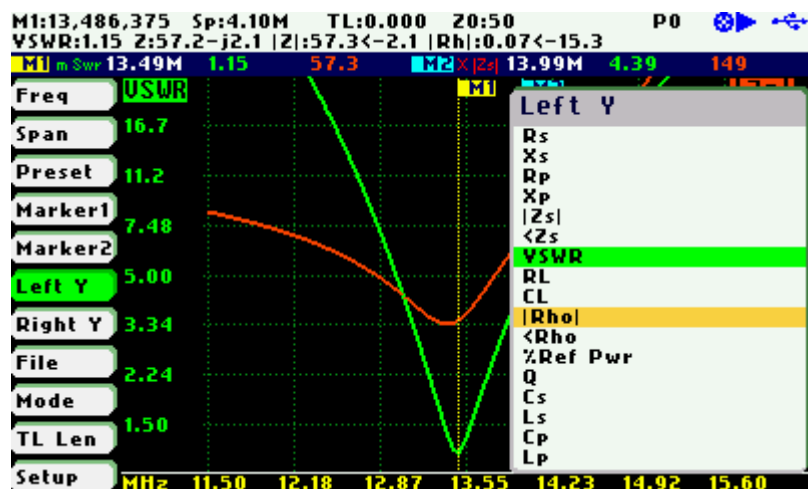 M1:13,486,375 Sp:4.10M TL:0.000 Z0:50 P0
VSWR:1.15 Z:57.2-j2.1 |Z|:57.3<-2.1 |Rh|:0.07<-15.3
M1 m Swr 13.49M 1.15 57.3 M2 X |Zs| 13.99M 4.39 149
Freq
Span
Preset
Marker1
Marker2
Left Y
Right Y
File
Mode
TL Len
Setup
VSWR
16.7
11.2
7.48
5.00
3.34
2.24
1.50
M1
Left Y
Rs
Xs
Rp
Xp
|Zs|
<Zs
VSWR
RL
CL
|Rho|
<Rho
%Ref Pwr
Q
Cs
Ls
Cp
Lp
MHz 11.50 12.18 12.87 13.55 14.23 14.92 15.60